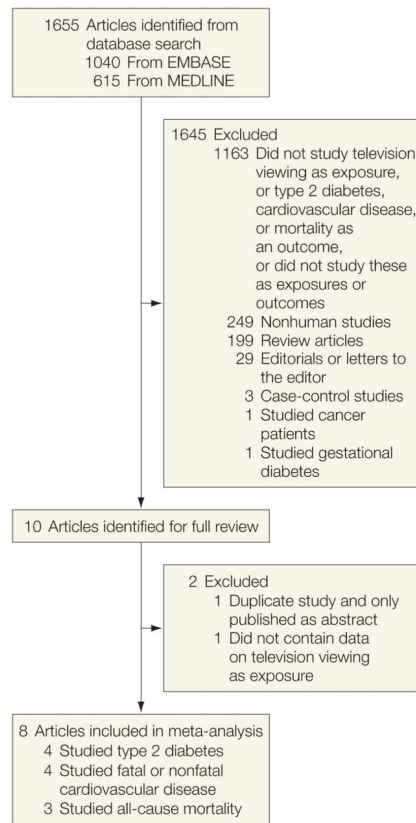 1655 Articles identified from
database search
1040 From EMBASE
615 From MEDLINE
1645 Excluded
1163 Did not study television
viewing as exposure,
or type 2 diabetes,
cardiovascular disease,
or mortality as
an outcome,
or did not study these
as exposures or
outcomes
249 Nonhuman studies
199 Review articles
29 Editorials or letters to
the editor
3 Case-control studies
1 Studied cancer
patients
1 Studied gestational
diabetes
10 Articles identified for full review
2 Excluded
1 Duplicate study and only
published as abstract
1 Did not contain data
on television viewing
as exposure
8 Articles included in meta-analysis
4 Studied type 2 diabetes
4 Studied fatal or nonfatal
cardiovascular disease
3 Studied all-cause mortality